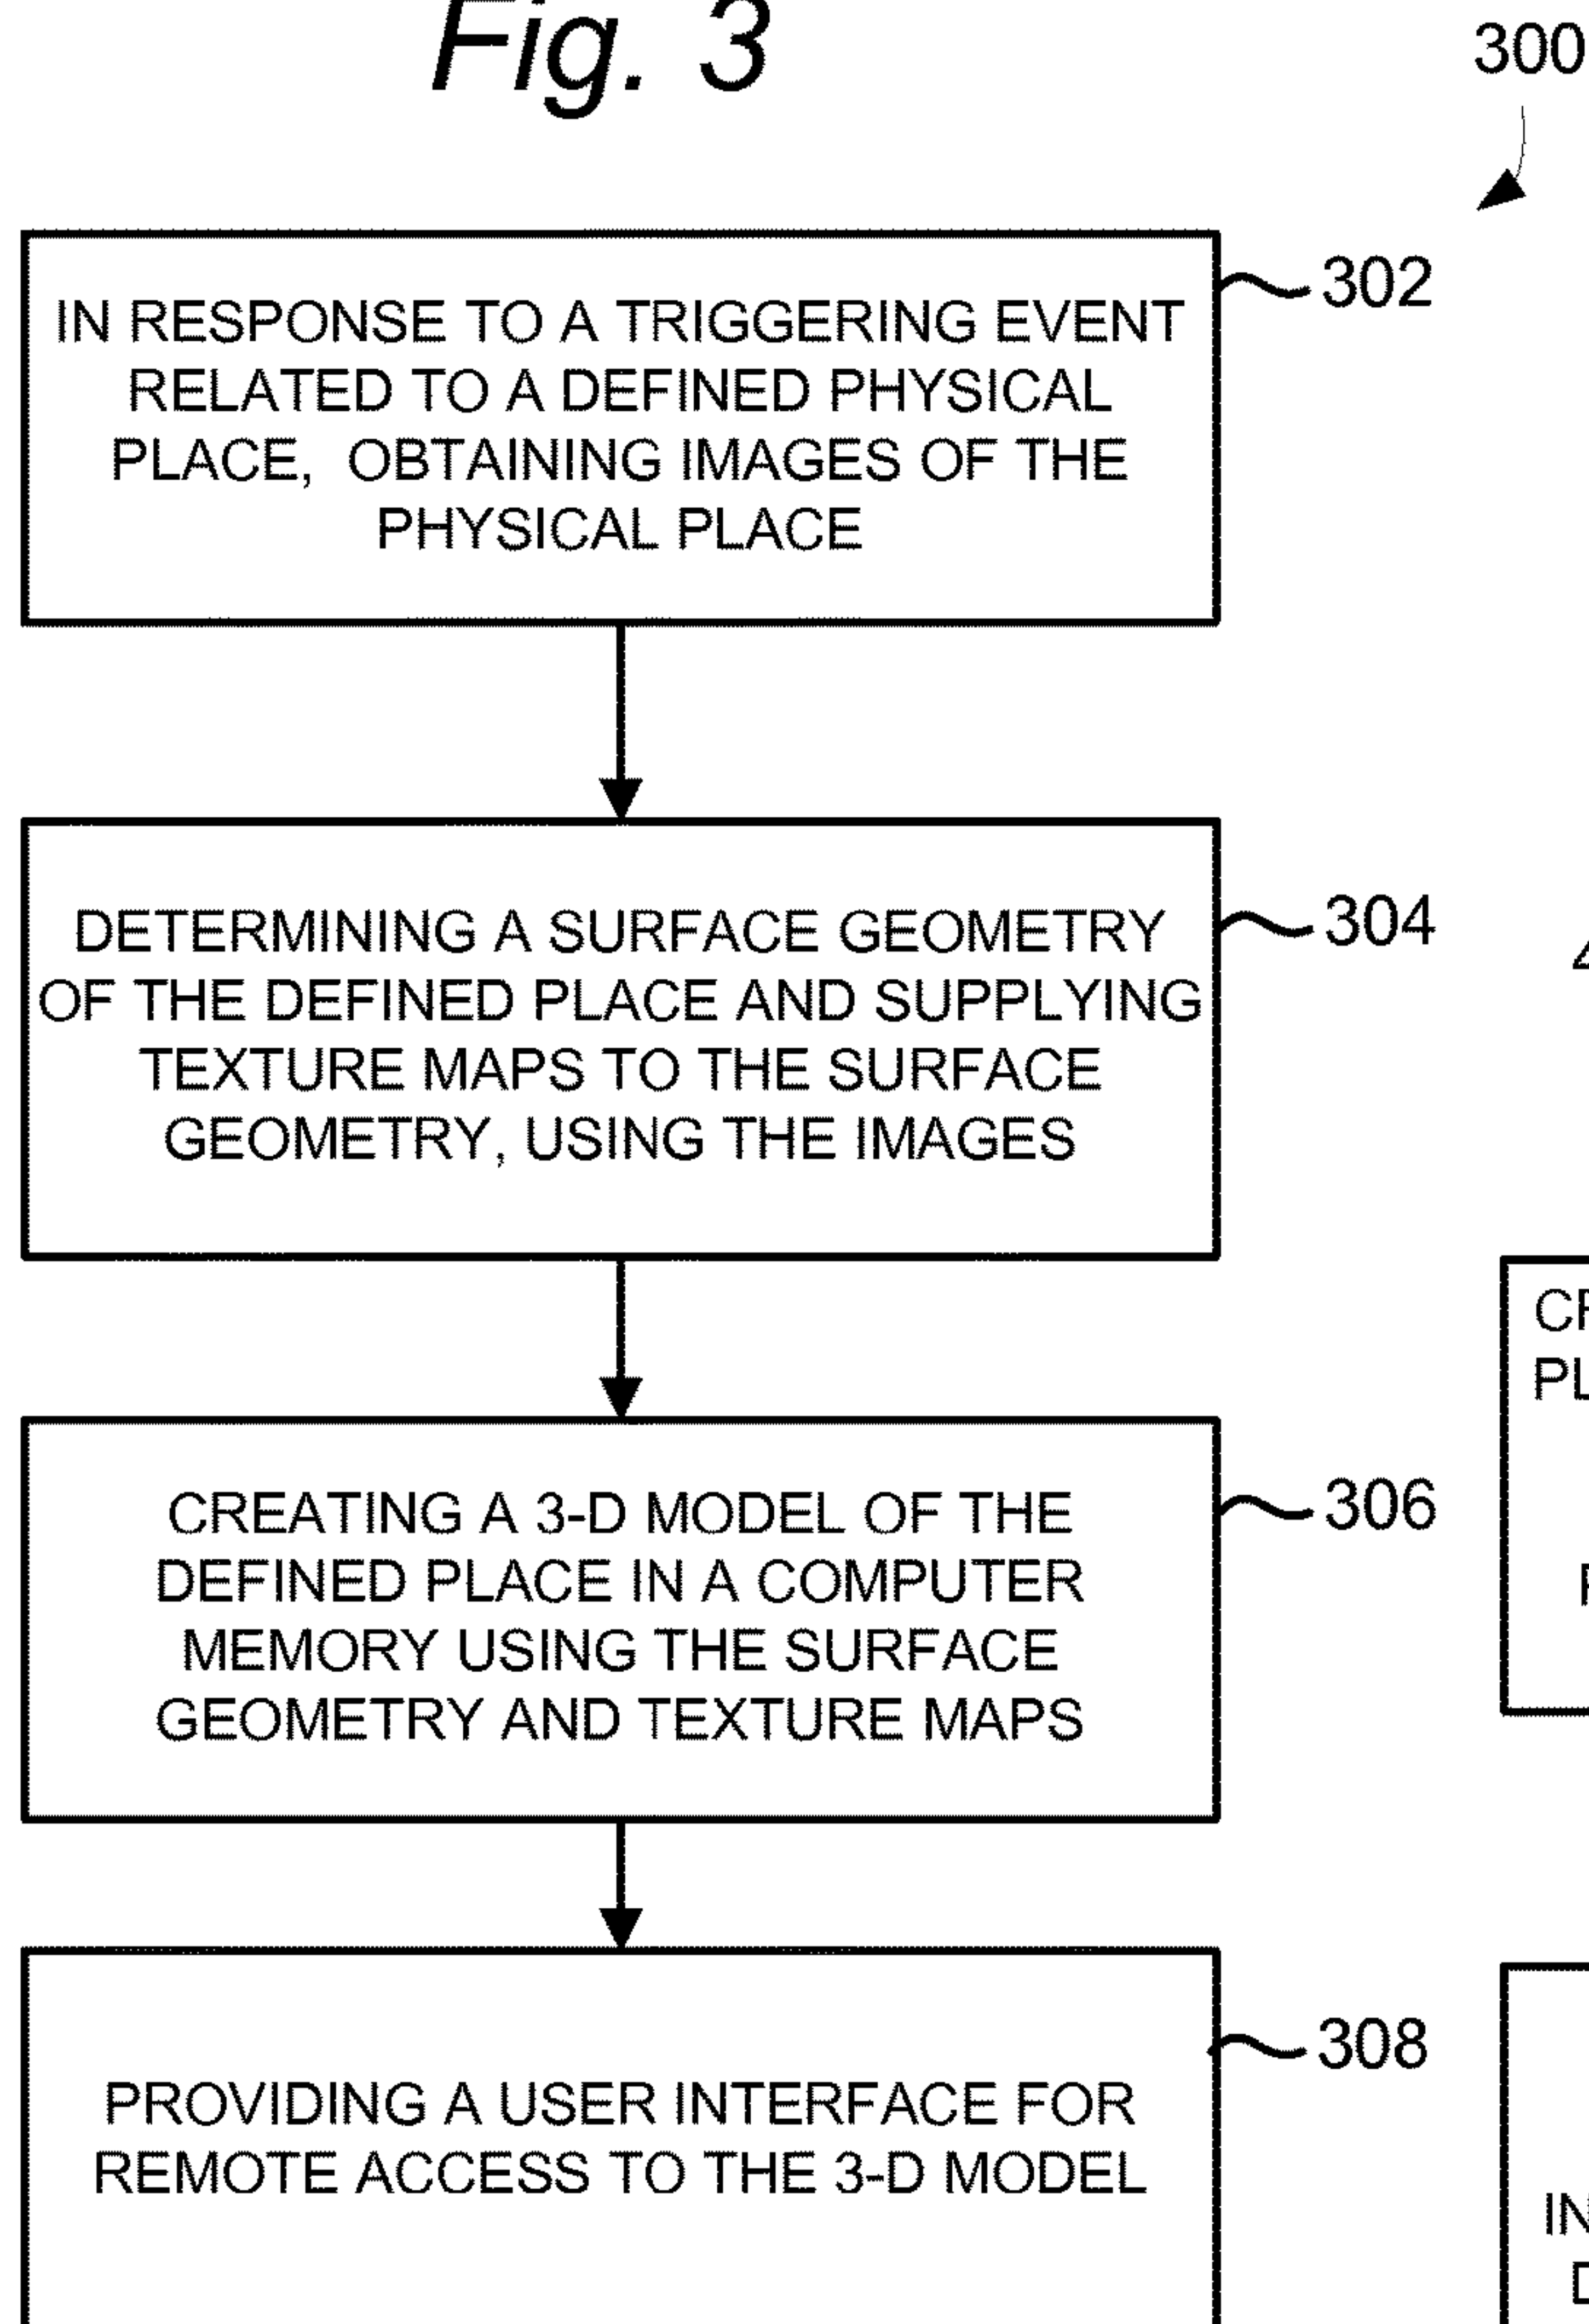 Fig. 3
300
302
IN RESPONSE TO A TRIGGERING EVENT
RELATED TO A DEFINED PHYSICAL
PLACE, OBTAINING IMAGES OF THE
PHYSICAL PLACE
304
DETERMINING A SURFACE GEOMETRY
OF THE DEFINED PLACE AND SUPPLYING
TEXTURE MAPS TO THE SURFACE
GEOMETRY, USING THE IMAGES
306
CREATING A 3-D MODEL OF THE
DEFINED PLACE IN A COMPUTER
MEMORY USING THE SURFACE
GEOMETRY AND TEXTURE MAPS
308
PROVIDING A USER INTERFACE FOR
REMOTE ACCESS TO THE 3-D MODEL